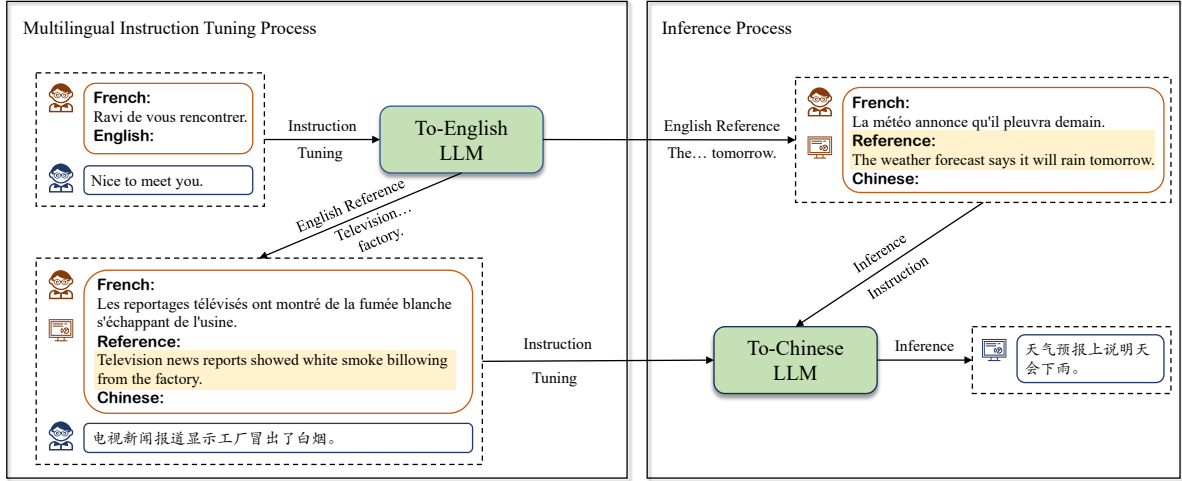 Multilingual Instruction Tuning Process
French:
Ravi de vous rencontrer.
English:
Nice to meet you.
Instruction
Tuning
To-English
LLM
English Reference
Television…
factory.
French:
Les reportages télévisés ont montré de la fumée blanche
s'échappant de l'usine.
Reference:
Television news reports showed white smoke billowing
from the factory.
Chinese:
电视新闻报道显示工厂冒出了白烟。
Instruction
Tuning
Inference Process
English Reference
The… tomorrow.
French:
La météo annonce qu'il pleuvra demain.
Reference:
The weather forecast says it will rain tomorrow.
Chinese:
Inference
Instruction
To-Chinese
LLM
Inference
天气预报上说明天
会下雨。